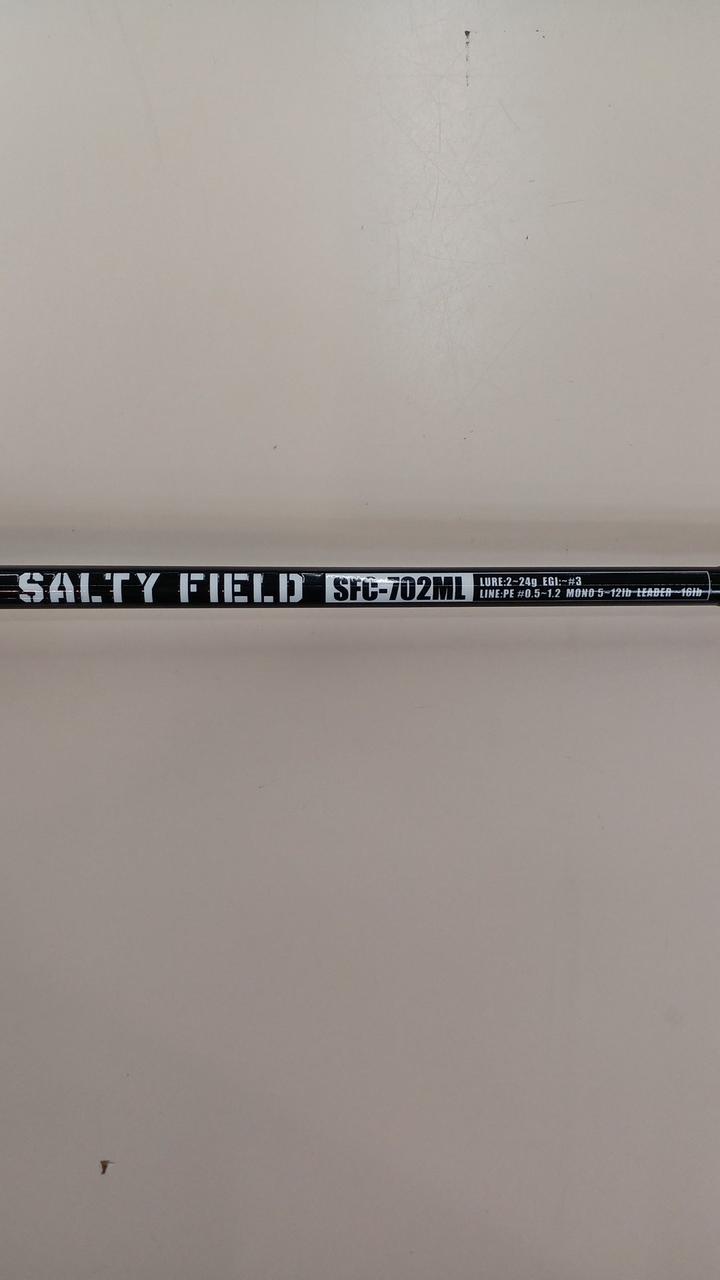 SALTY FIELD SFC-702ML
LURE:2~24g EGI:~#3
LINE:PE #0.5~1.2 MONO 5~12lb LEADER ~16lb